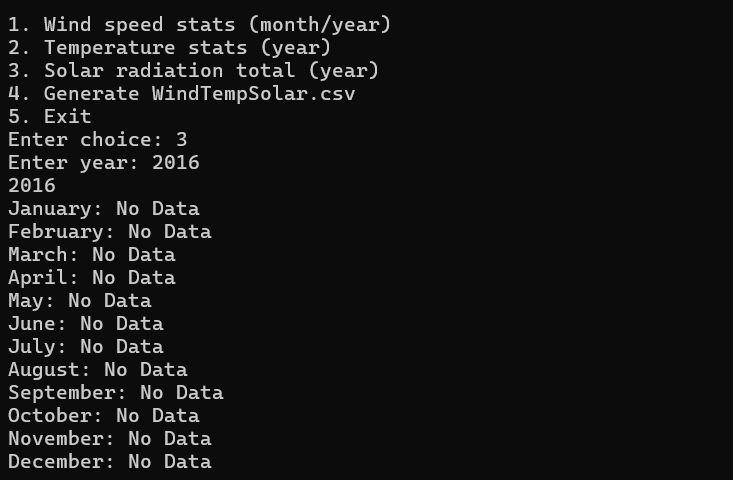 1. Wind speed stats (month/year)
2. Temperature stats (year)
3. Solar radiation total (year)
4. Generate WindTempSolar.csv
5. Exit
Enter choice: 3
Enter year: 2016
2016
January: No Data
February: No Data
March: No Data
April: No Data
May: No Data
June: No Data
July: No Data
August: No Data
September: No Data
October: No Data
November: No Data
December: No Data